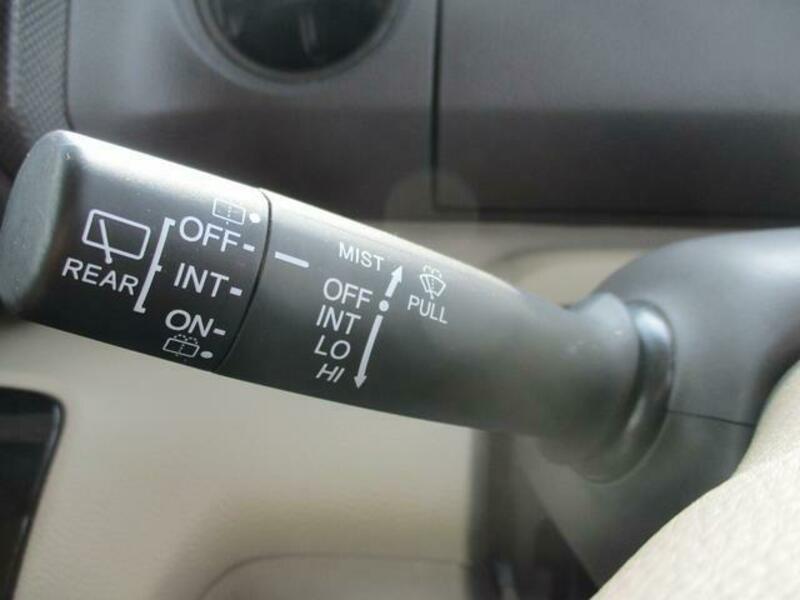 REAR
OFF
INT
ON
MIST
OFF
INT
LO
HI
PULL